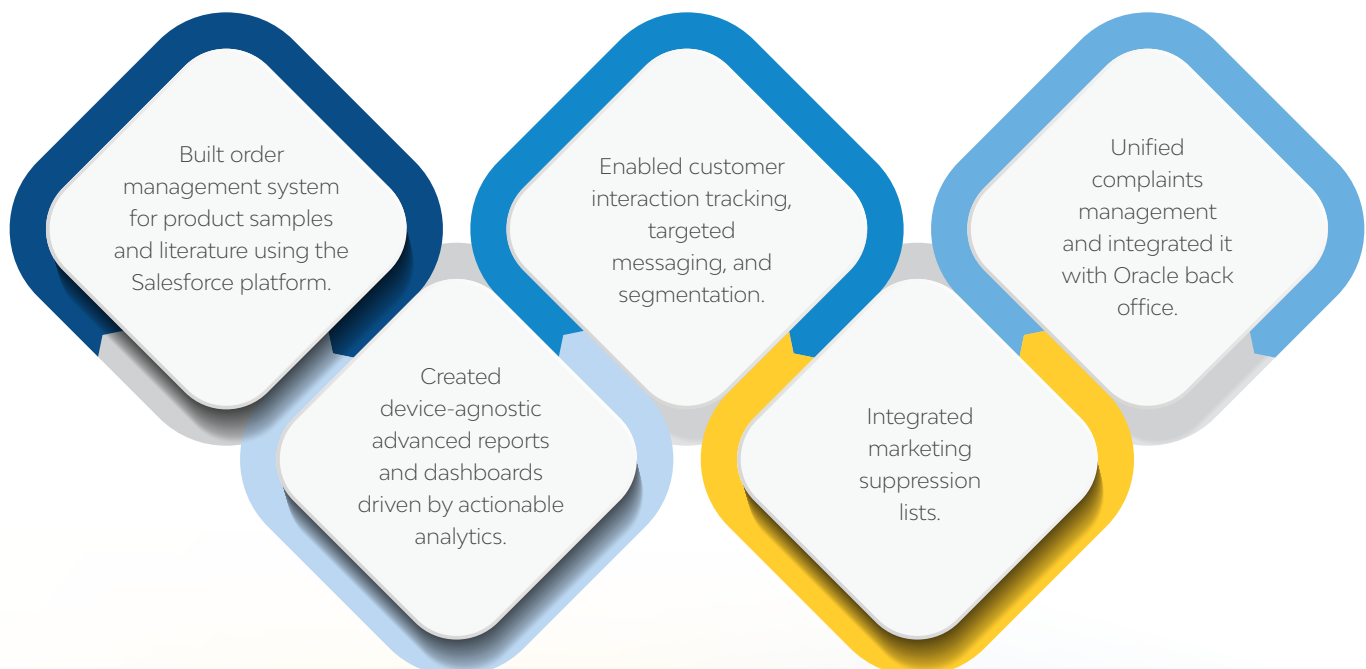 Built order
management system
for product samples
and literature using the
Salesforce platform.
Created
device-agnostic
advanced reports
and dashboards
driven by actionable
analytics.
Enabled customer
interaction tracking,
targeted
messaging, and
segmentation.
Integrated
marketing
suppression
lists.
Unified
complaints
management
and integrated it
with Oracle back
office.